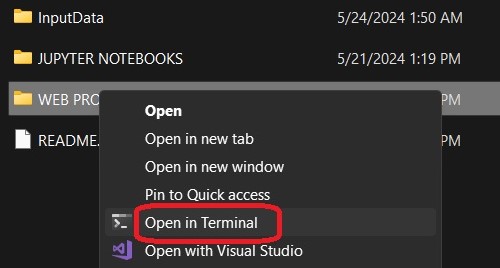 InputData 5/24/2024 1:50 AM
JUPYTER NOTEBOOKS 5/21/2024 1:19 PM
WEB PRO PM
Open
README. PM
Open in new tab
Open in new window
Pin to Quick access
Open in Terminal
Open with Visual Studio